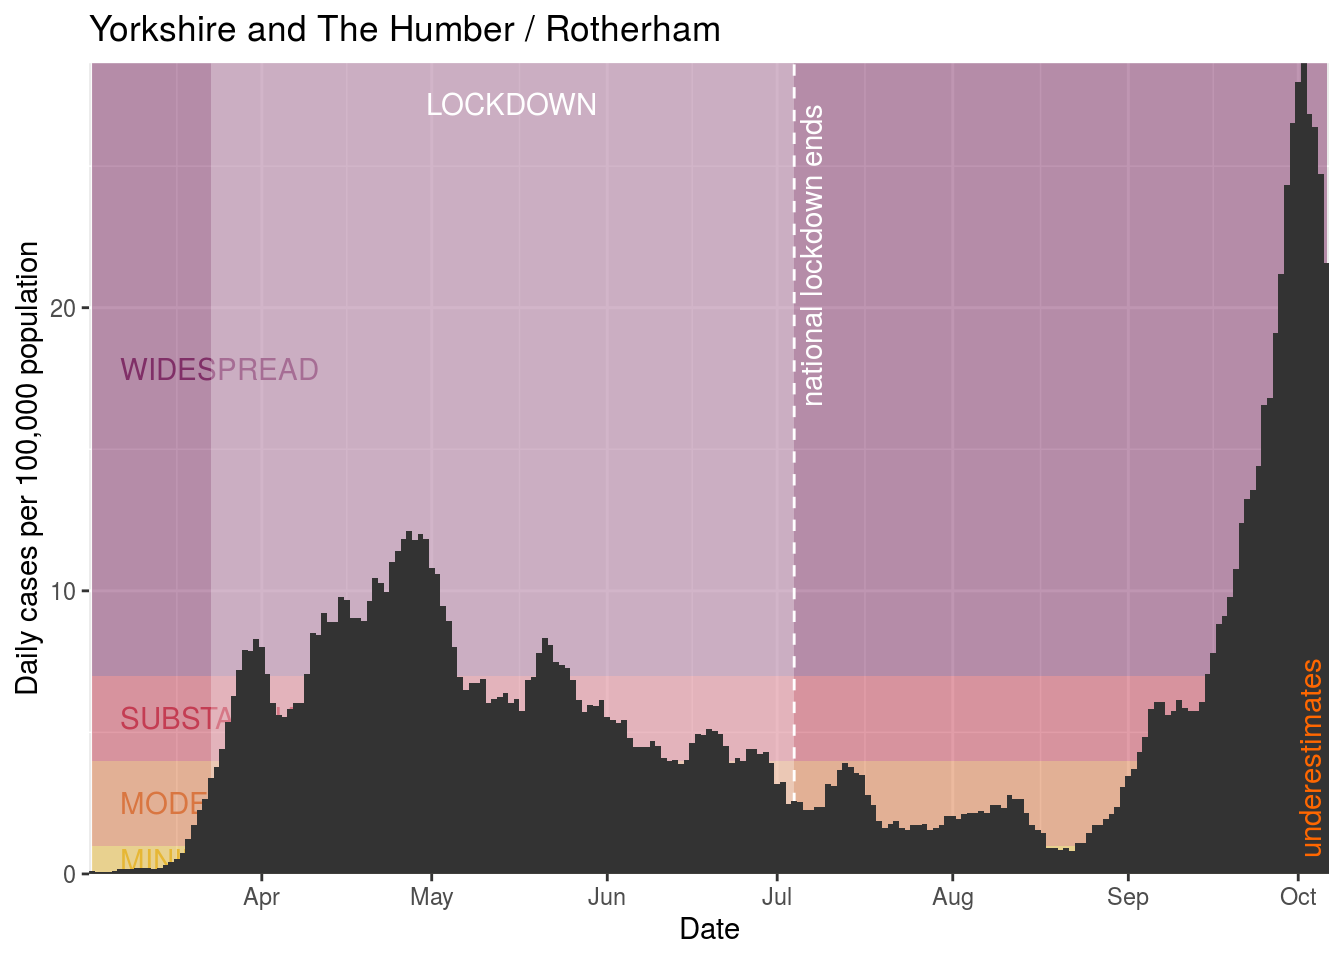 Yorkshire and The Humber / Rotherham
LOCKDOWN
national lockdown ends
WIDESPREAD
SUBSTA
MODE
MINI
underestimates
Daily cases per 100,000 population
20
10
0
Apr
May
Jun
Jul
Aug
Sep
Oct
Date